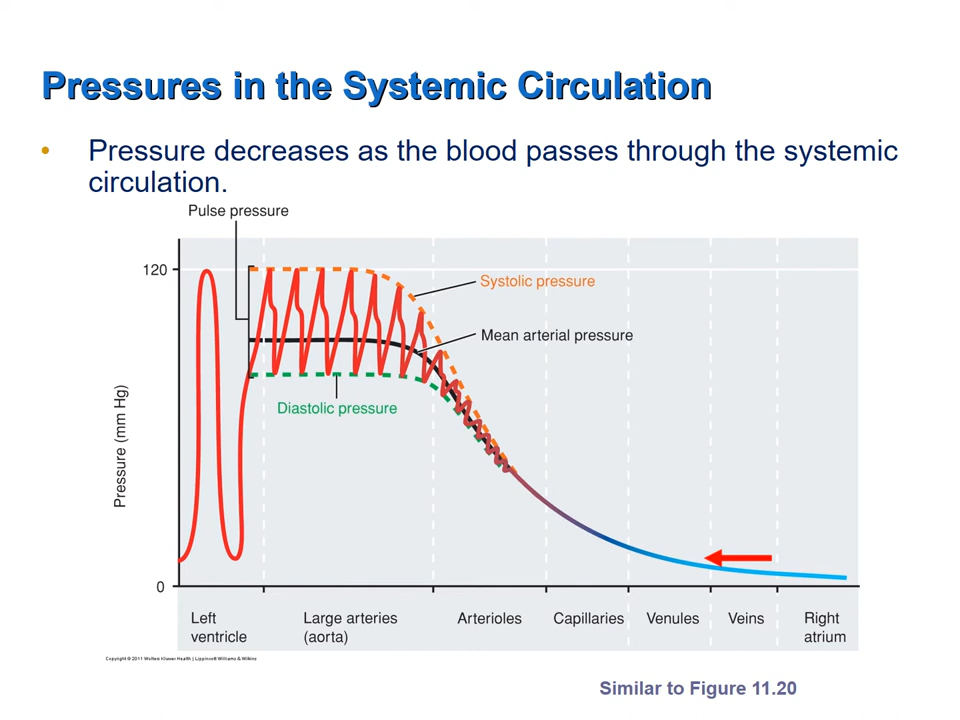 Pressures in the Systemic Circulation
• Pressure decreases as the blood passes through the systemic
circulation.
Pulse pressure
120
Systolic pressure
Mean arterial pressure
Diastolic pressure
Pressure (mm Hg)
0
Left
ventricle
Large arteries
(aorta)
Arterioles
Capillaries
Venules
Veins
Right
atrium
Copyright © 2011 Wolters Kluwer Health | Lippincott Williams & Wilkins
Similar to Figure 11.20